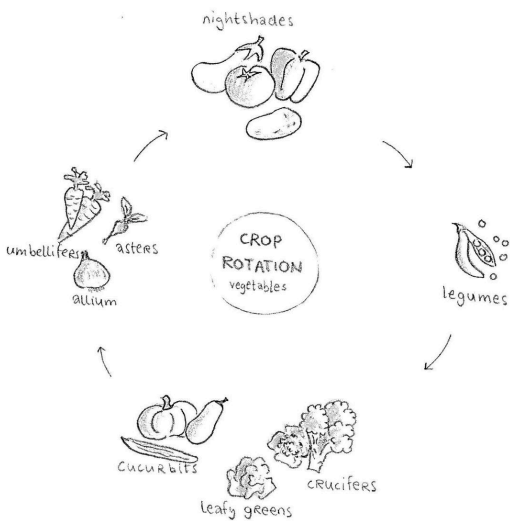 nightshades
legumes
CRUCIFERS
leafy gREENS
CUCURbITS
allium
umbellifeRs
asteRs
CROP
ROTATION
vegetables